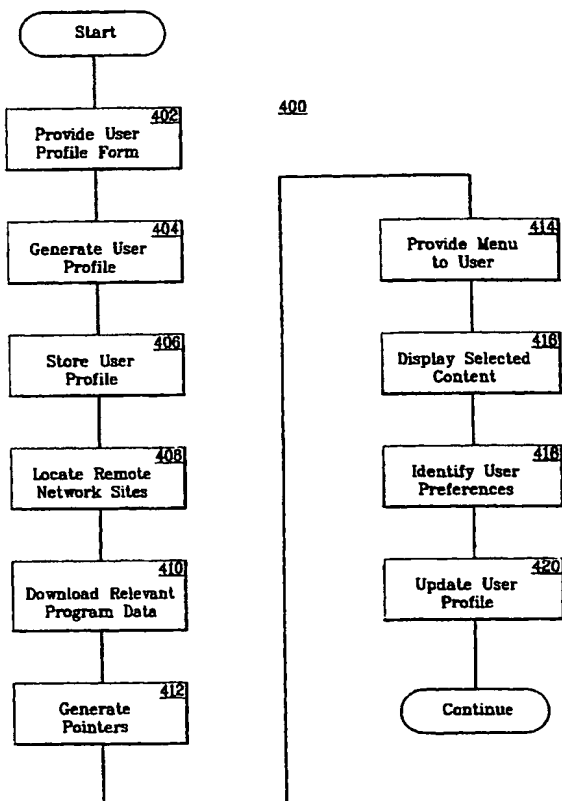 Start
400
402
Provide User
Profile Form
404
Generate User
Profile
406
Store User
Profile
408
Locate Remote
Network Sites
410
Download Relevant
Program Data
412
Generate
Pointers
414
Provide Menu
to User
416
Display Selected
Content
418
Identify User
Preferences
420
Update User
Profile
Continue